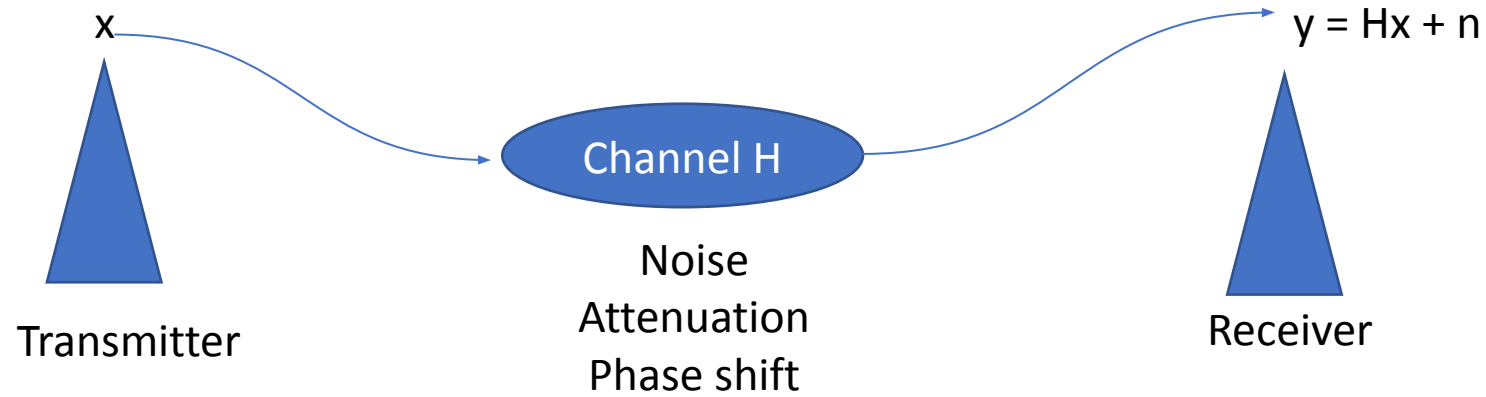 x
y = Hx + n
Channel H
Noise
Attenuation
Phase shift
Transmitter
Receiver